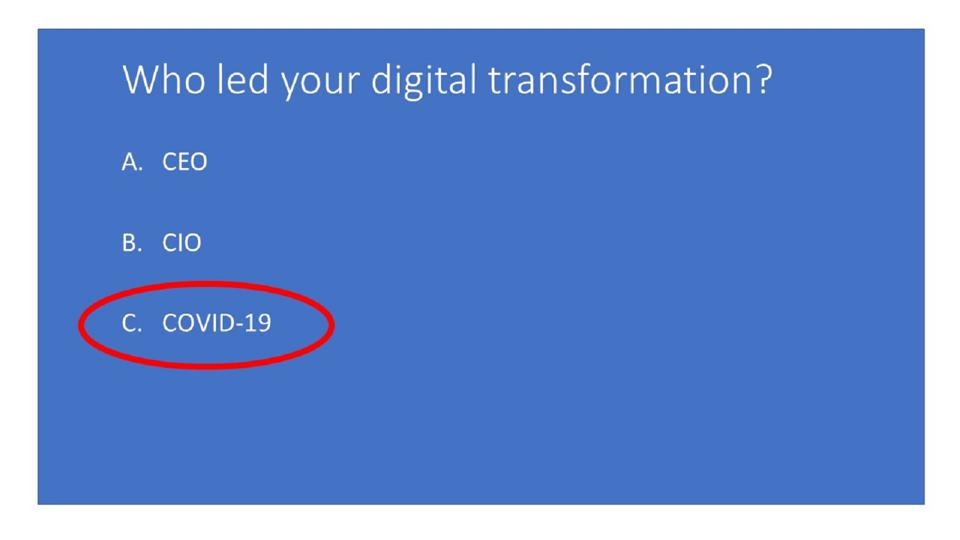 Who led your digital transformation?
A. CEO
B. CIO
C. COVID-19